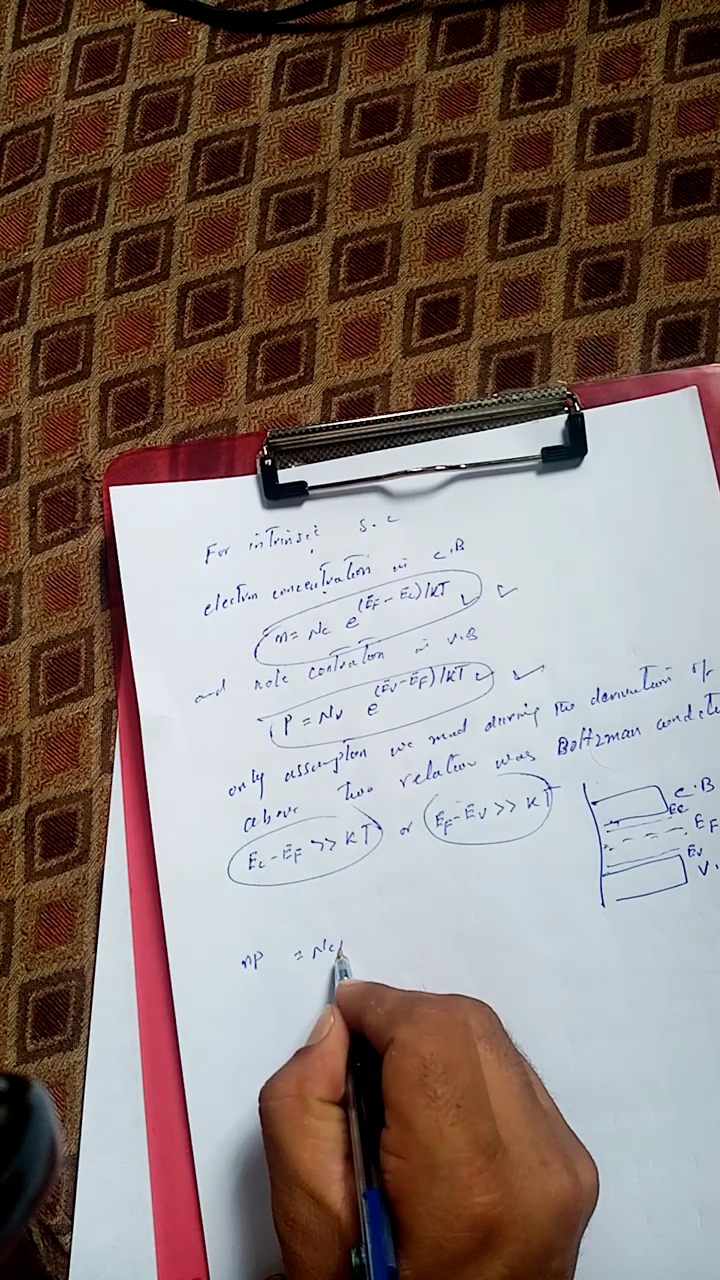 For intrinsic S.C
electron concentration in C.B
n = Nc e^(EF - Ec)/KT
and hole contration in V.B
P = Nv e^(Ev - EF)/KT
only assumption we mad during the derivation of
above two relation was Boltzman condit
Ec - EF >> KT or EF - Ev >> KT
C.B
Ec
EF
Ev
V.
np = Nc